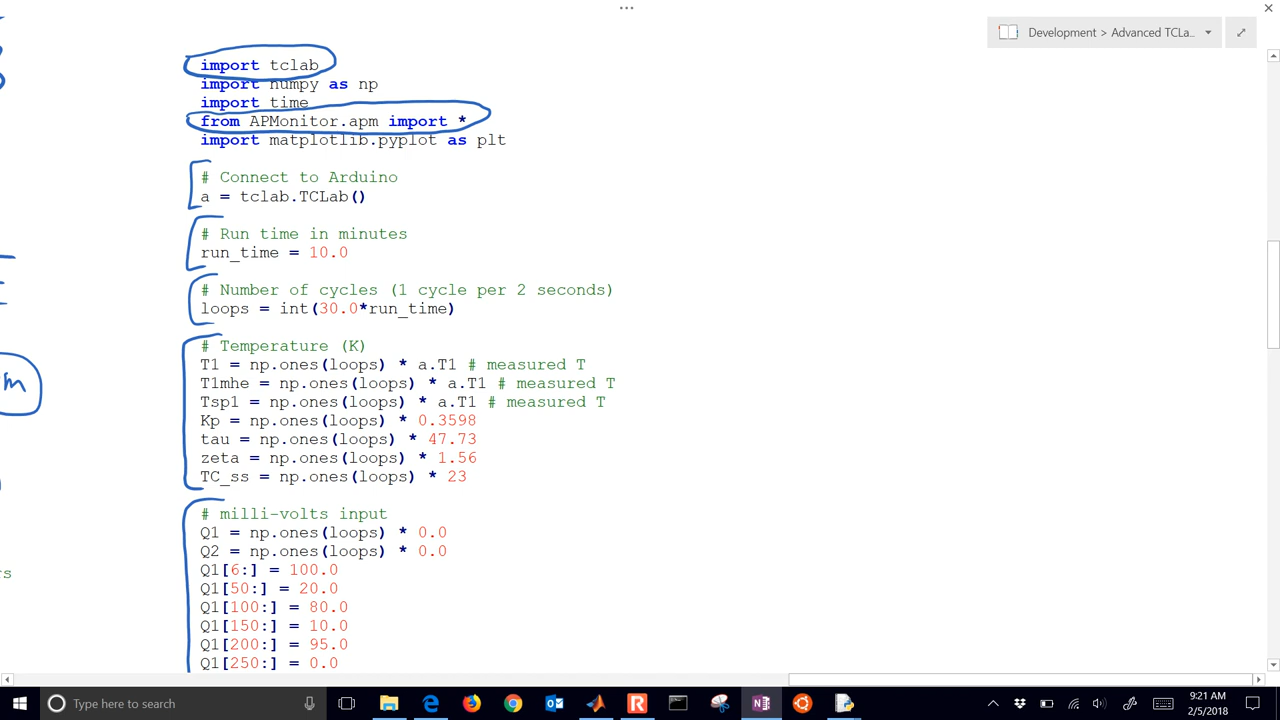 Development > Advanced TCLa...
import tclab
import numpy as np
import time
from APMonitor.apm import *
import matplotlib.pyplot as plt
# Connect to Arduino
a = tclab.TCLab()
# Run time in minutes
run_time = 10.0
# Number of cycles (1 cycle per 2 seconds)
loops = int(30.0*run_time)
# Temperature (K)
T1 = np.ones(loops) * a.T1 # measured T
T1mhe = np.ones(loops) * a.T1 # measured T
Tsp1 = np.ones(loops) * a.T1 # measured T
Kp = np.ones(loops) * 0.3598
tau = np.ones(loops) * 47.73
zeta = np.ones(loops) * 1.56
TC_ss = np.ones(loops) * 23
m
# milli-volts input
Q1 = np.ones(loops) * 0.0
Q2 = np.ones(loops) * 0.0
rs
Q1[6:] = 100.0
Q1[50:] = 20.0
Q1[100:] = 80.0
Q1[150:] = 10.0
Q1[200:] = 95.0
Q1[250:] = 0.0
Type here to search
9:21 AM
2/5/2018